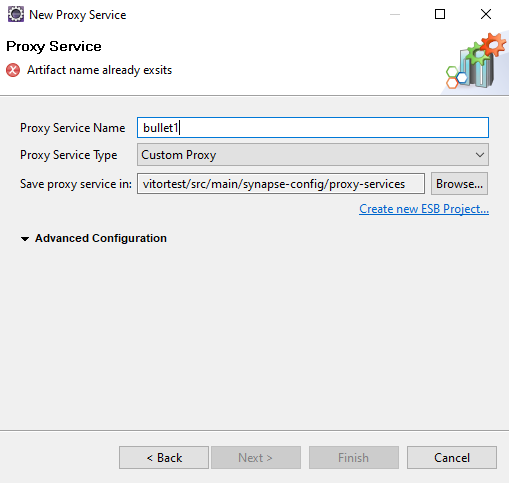 New Proxy Service
Proxy Service
Artifact name already exsits
Proxy Service Name bullet1
Proxy Service Type Custom Proxy
Save proxy service in: vitortest/src/main/synapse-config/proxy-services Browse...
Create new ESB Project...
Advanced Configuration
< Back Next > Finish Cancel